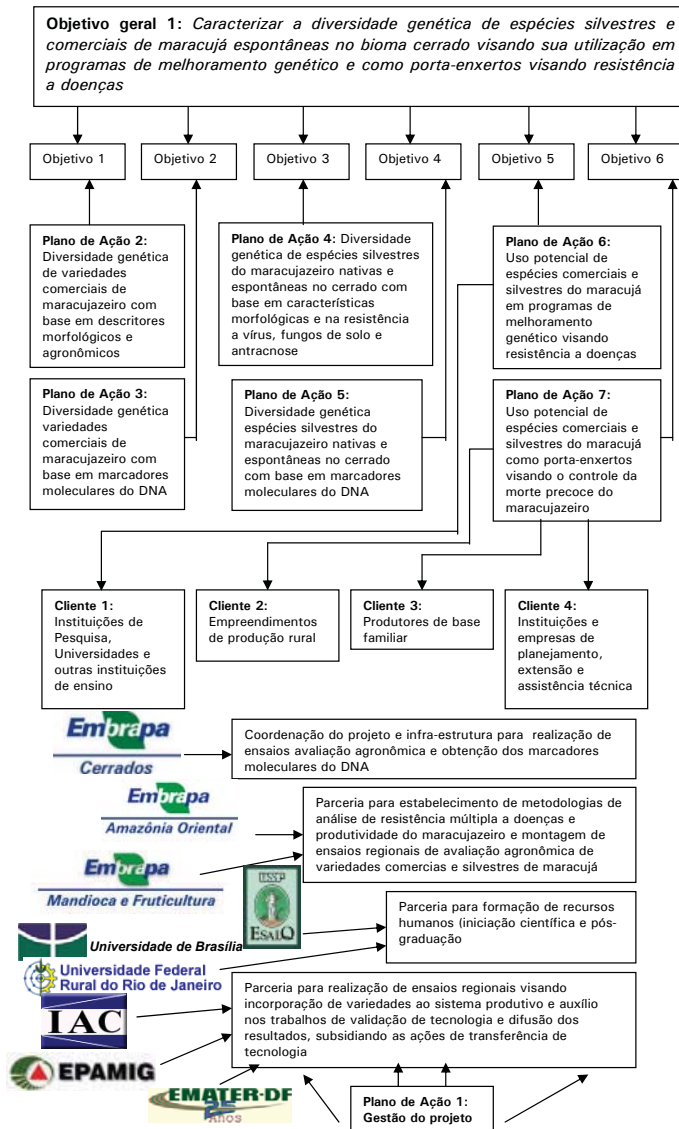 Objetivo geral 1: Caracterizar a diversidade genética de espécies silvestres e
comerciais de maracujá espontâneas no bioma cerrado visando sua utilização em
programas de melhoramento genético e como porta-enxertos visando resistência
a doenças
Objetivo 1
Objetivo 2
Objetivo 3
Objetivo 4
Objetivo 5
Objetivo 6
Plano de Ação 2:
Diversidade genética
de variedades
comerciais de
maracujazeiro com
base em descritores
morfológicos e
agronômicos
Plano de Ação 4: Diversidade
genética de espécies silvestres
do maracujazeiro nativas e
espontâneas no cerrado com
base em características
morfológicas e na resistência
a vírus, fungos de solo e
antracnose
Plano de Ação 6:
Uso potencial de
espécies comerciais e
silvestres do maracujá
em programas de
melhoramento
genético visando
resistência a doenças
Plano de Ação 3:
Diversidade genética
variedades
comerciais de
maracujazeiro com
base em marcadores
moleculares do DNA
Plano de Ação 5:
Diversidade genética
espécies silvestres do
maracujazeiro nativas e
espontâneas no cerrado
com base em marcadores
moleculares do DNA
Plano de Ação 7:
Uso potencial de
espécies comerciais e
silvestres do maracujá
como porta-enxertos
visando o controle da
morte precoce do
maracujazeiro
Cliente 1:
Instituições de
Pesquisa,
Universidades e
outras instituições
de ensino
Cliente 2:
Empreendimentos
de produção rural
Cliente 3:
Produtores de base
familiar
Cliente 4:
Instituições e
empresas de
planejamento,
extensão e
assistência técnica
Embrapa
Cerrados
Coordenação do projeto e infra-estrutura para realização de
ensaios avaliação agronômica e obtenção dos marcadores
moleculares do DNA
Embrapa
Amazônia Oriental
Embrapa
Mandioca e Fruticultura
Parceria para estabelecimento de metodologias de
análise de resistência múltipla a doenças e
produtividade do maracujazeiro e montagem de
ensaios regionais de avaliação agronômica de
variedades comercias e silvestres de maracujá
USP
ESALQ
Universidade de Brasília
Universidade Federal
Rural do Rio de Janeiro
Parceria para formação de recursos
humanos (iniciação científica e pós-
graduação
IAC
EPAMIG
EMATER-DF
25
Anos
Parceria para realização de ensaios regionais visando
incorporação de variedades ao sistema produtivo e auxílio
nos trabalhos de validação de tecnologia e difusão dos
resultados, subsidiando as ações de transferência de
tecnologia
Plano de Ação 1:
Gestão do projeto